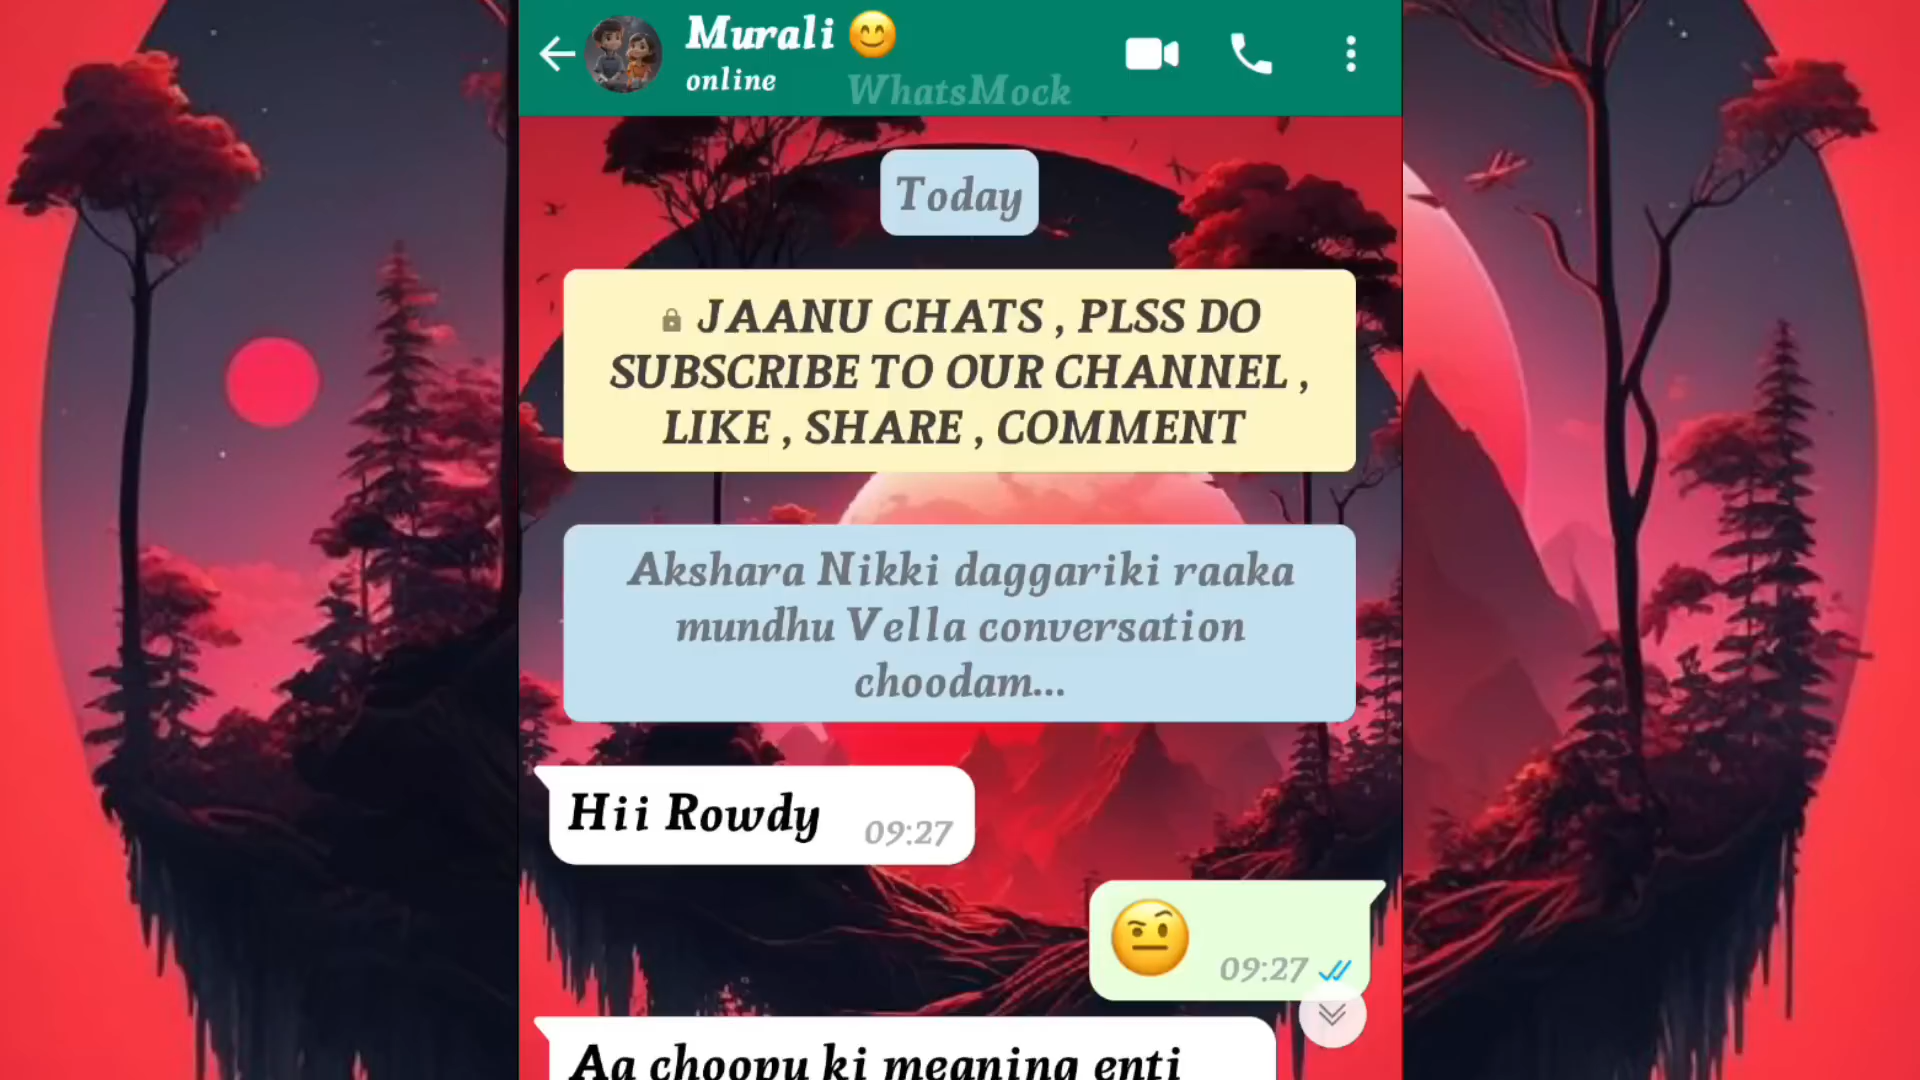 Murali 😊
online
WhatsMock
Today
JAANU CHATS , PLSS DO
SUBSCRIBE TO OUR CHANNEL ,
LIKE , SHARE , COMMENT
Akshara Nikki daggariki raaka
mundhu Vella conversation
choodam...
Hii Rowdy 09:27
🤨 09:27
Aa choopu ki meaning enti